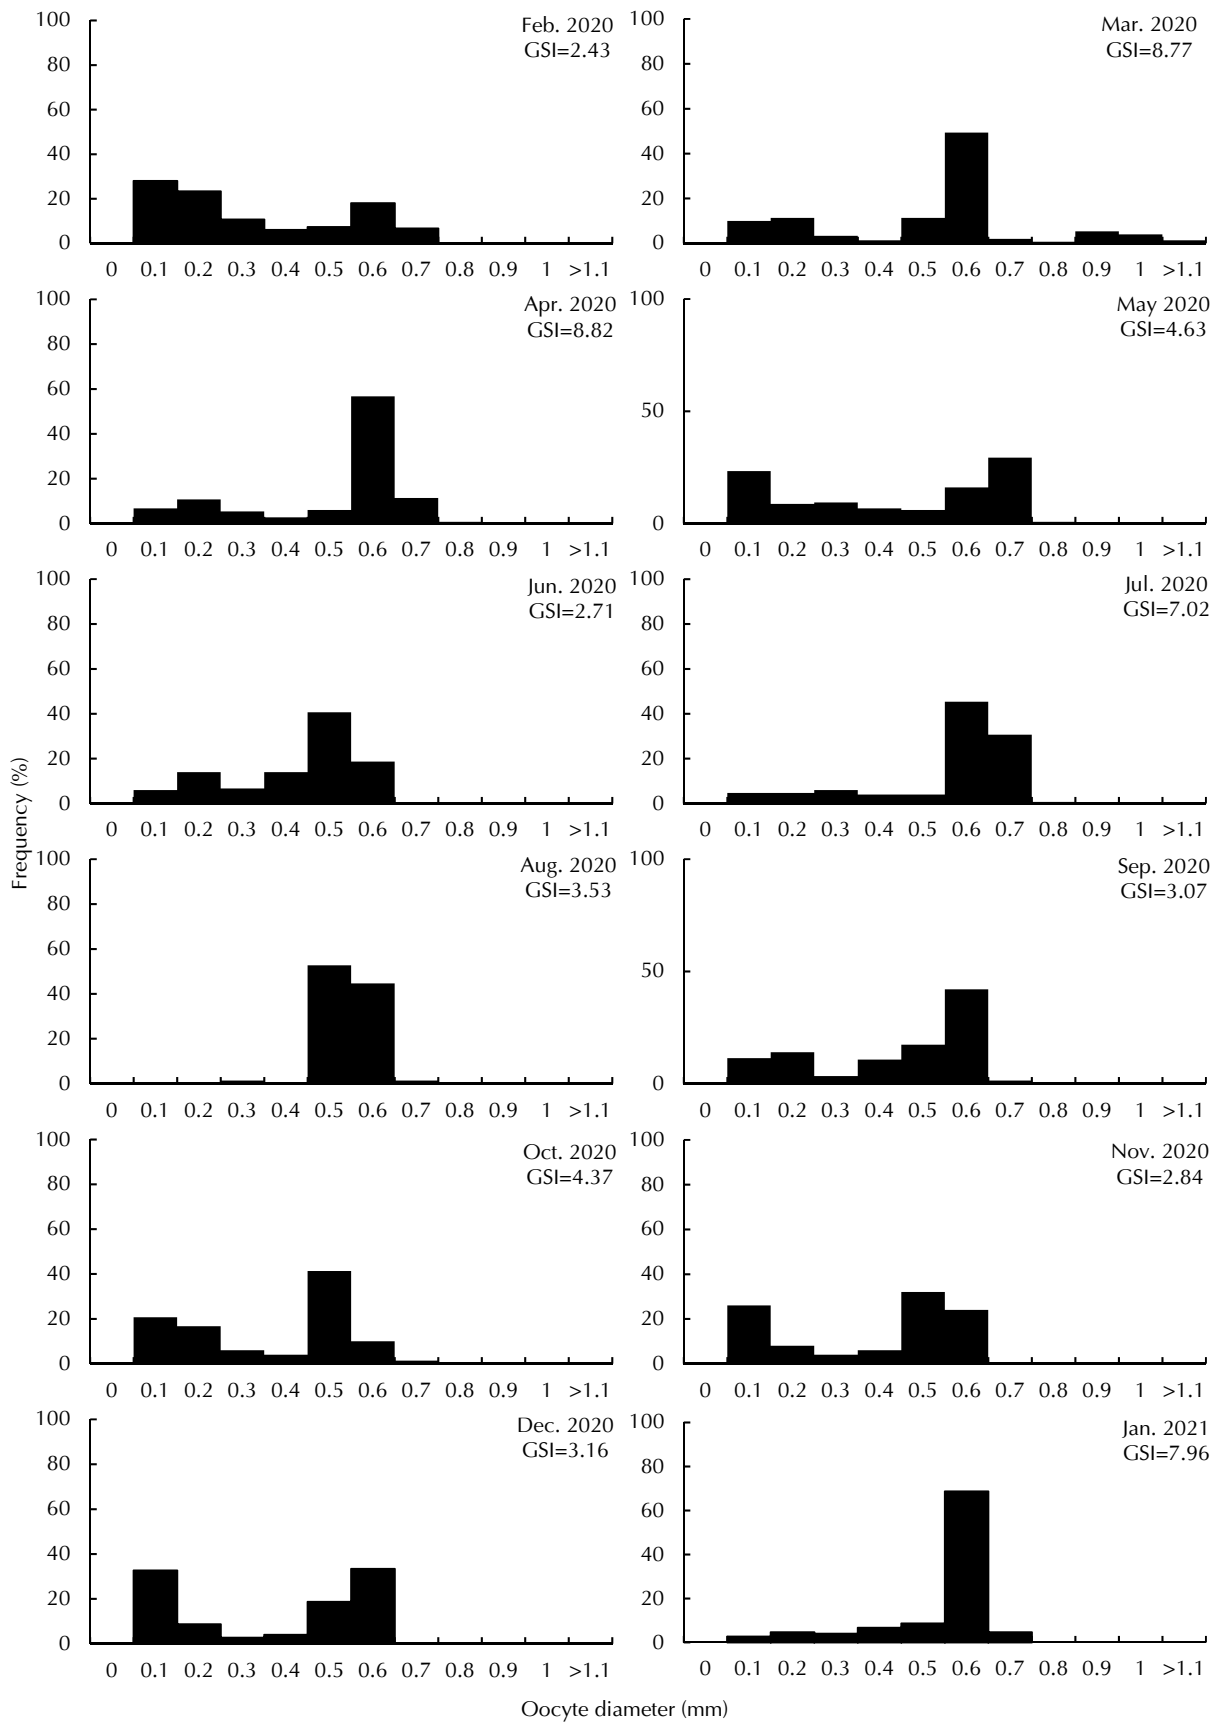 Feb. 2020
GSI=2.43
100
80
60
40
20
0
0 0.1 0.2 0.3 0.4 0.5 0.6 0.7 0.8 0.9 1 >1.1
Mar. 2020
GSI=8.77
100
80
60
40
20
0
0 0.1 0.2 0.3 0.4 0.5 0.6 0.7 0.8 0.9 1 >1.1
Apr. 2020
GSI=8.82
100
80
60
40
20
0
0 0.1 0.2 0.3 0.4 0.5 0.6 0.7 0.8 0.9 1 >1.1
May 2020
GSI=4.63
100
50
0
0 0.1 0.2 0.3 0.4 0.5 0.6 0.7 0.8 0.9 1 >1.1
Jun. 2020
GSI=2.71
100
80
60
40
20
0
0 0.1 0.2 0.3 0.4 0.5 0.6 0.7 0.8 0.9 1 >1.1
Jul. 2020
GSI=7.02
100
80
60
40
20
0
0 0.1 0.2 0.3 0.4 0.5 0.6 0.7 0.8 0.9 1 >1.1
Frequency (%)
Aug. 2020
GSI=3.53
100
80
60
40
20
0
0 0.1 0.2 0.3 0.4 0.5 0.6 0.7 0.8 0.9 1 >1.1
Sep. 2020
GSI=3.07
100
50
0
0 0.1 0.2 0.3 0.4 0.5 0.6 0.7 0.8 0.9 1 >1.1
Oct. 2020
GSI=4.37
100
80
60
40
20
0
0 0.1 0.2 0.3 0.4 0.5 0.6 0.7 0.8 0.9 1 >1.1
Nov. 2020
GSI=2.84
100
80
60
40
20
0
0 0.1 0.2 0.3 0.4 0.5 0.6 0.7 0.8 0.9 1 >1.1
Dec. 2020
GSI=3.16
100
80
60
40
20
0
0 0.1 0.2 0.3 0.4 0.5 0.6 0.7 0.8 0.9 1 >1.1
Jan. 2021
GSI=7.96
100
80
60
40
20
0
0 0.1 0.2 0.3 0.4 0.5 0.6 0.7 0.8 0.9 1 >1.1
Oocyte diameter (mm)